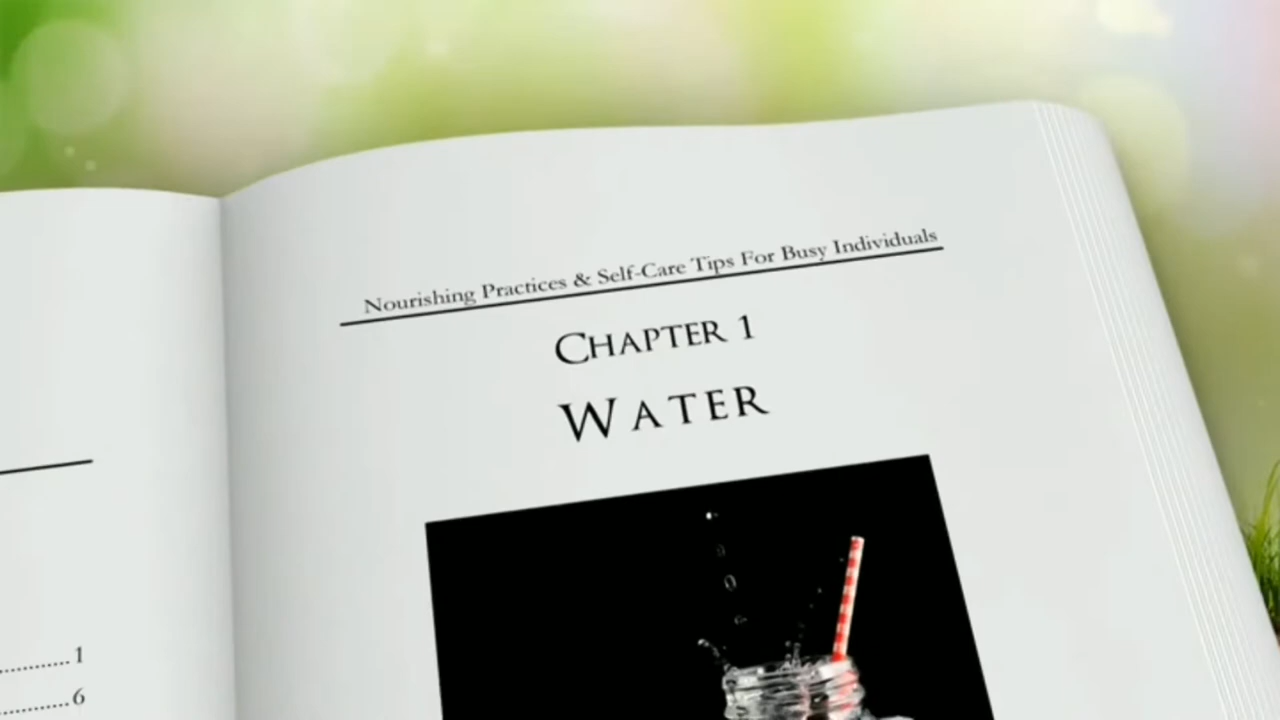 ..........1
..........6
Nourishing Practices & Self-Care Tips For Busy Individuals
CHAPTER 1
WATER